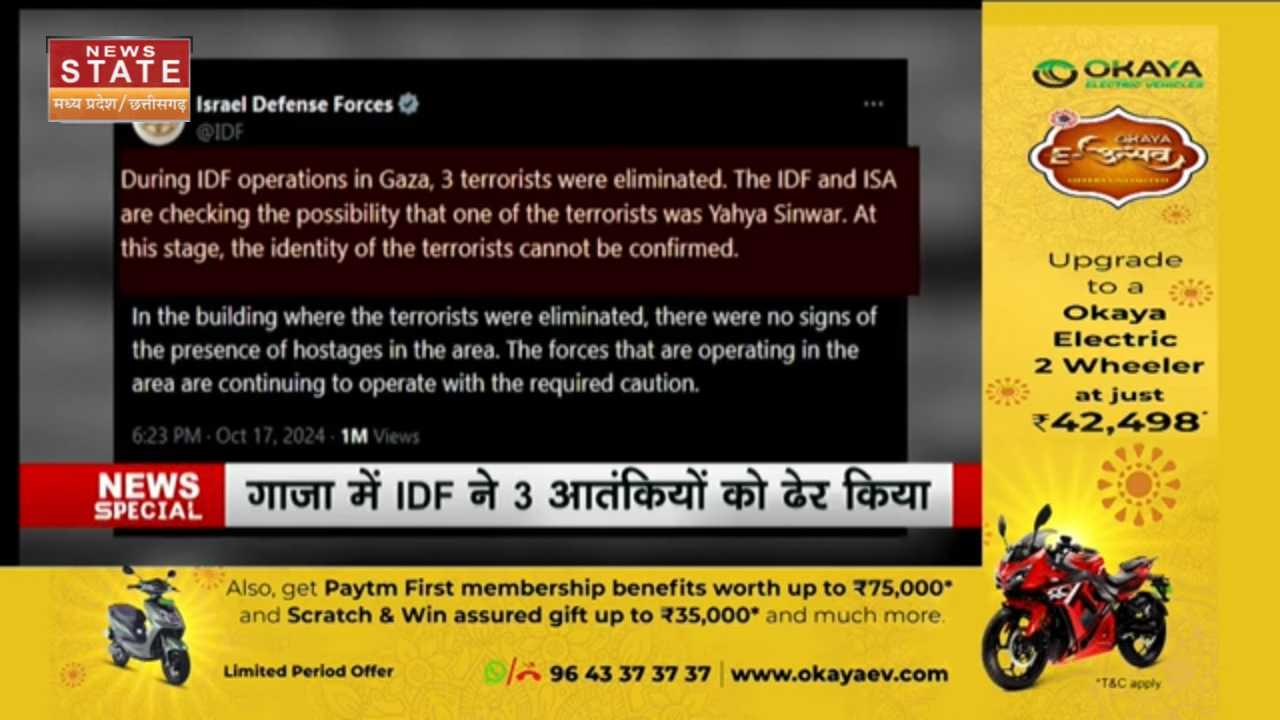 NEWS
STATE
मध्य प्रदेश/छत्तीसगढ़
Israel Defense Forces
@IDF
During IDF operations in Gaza, 3 terrorists were eliminated. The IDF and ISA
are checking the possibility that one of the terrorists was Yahya Sinwar. At
this stage, the identity of the terrorists cannot be confirmed.
In the building where the terrorists were eliminated, there were no signs of
the presence of hostages in the area. The forces that are operating in the
area are continuing to operate with the required caution.
6:23 PM · Oct 17, 2024 · 1M Views
NEWS
SPECIAL
गाजा में IDF ने 3 आतंकियों को ढेर किया
OKAYA
ELECTRIC VEHICLES
OKAYA
E-उत्सव
Upgrade
to a
Okaya
Electric
2 Wheeler
at just
₹42,498*
Also, get Paytm First membership benefits worth up to ₹75,000*
and Scratch & Win assured gift up to ₹35,000* and much more.
Limited Period Offer
96 43 37 37 37 | www.okayaev.com
*T&C apply